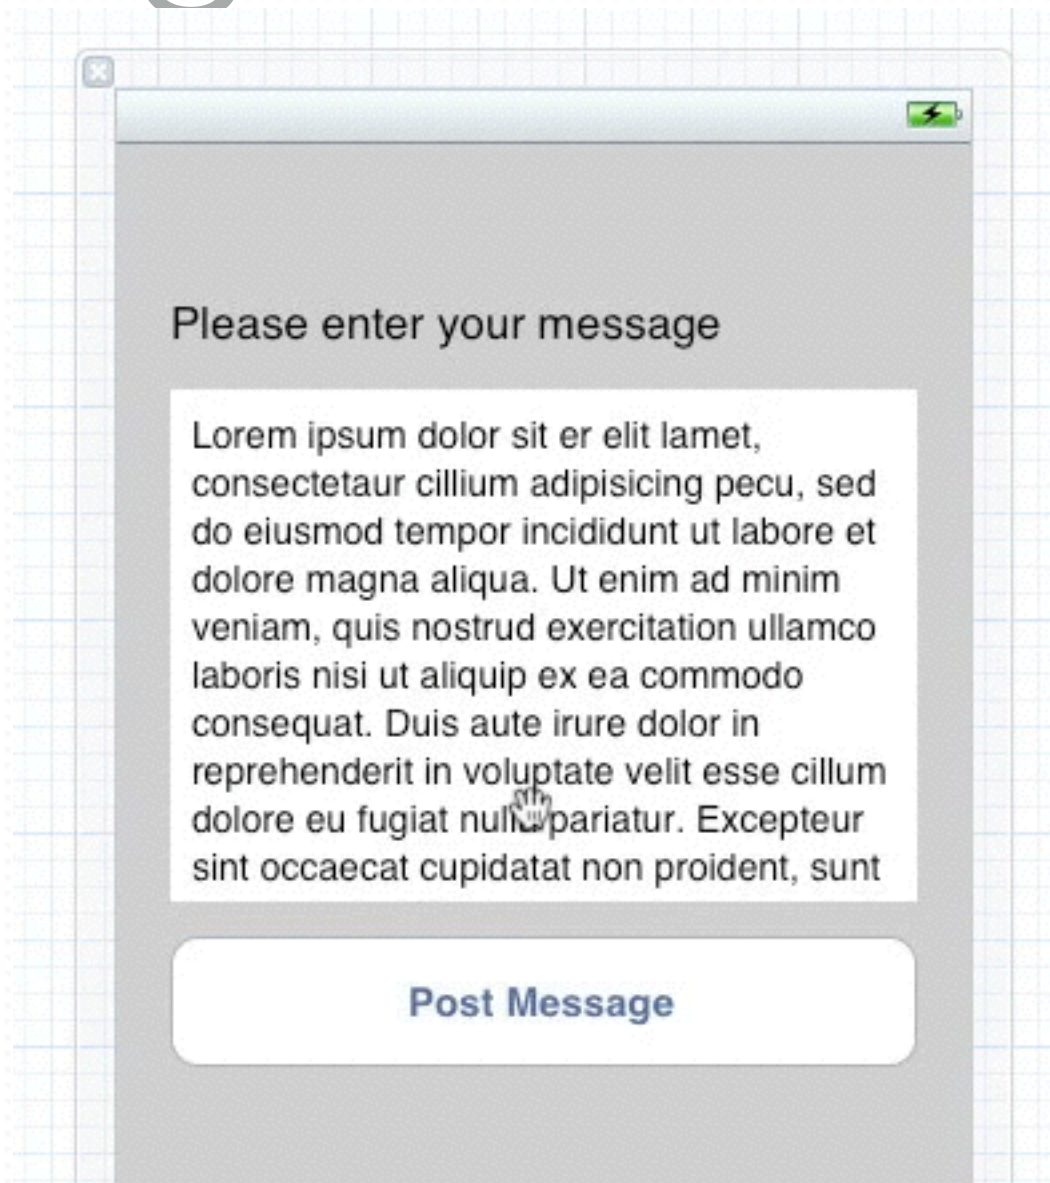 Please enter your message
Lorem ipsum dolor sit er elit lamet,
consectetaur cillium adipisicing pecu, sed
do eiusmod tempor incididunt ut labore et
dolore magna aliqua. Ut enim ad minim
veniam, quis nostrud exercitation ullamco
laboris nisi ut aliquip ex ea commodo
consequat. Duis aute irure dolor in
reprehenderit in voluptate velit esse cillum
dolore eu fugiat nulla pariatur. Excepteur
sint occaecat cupidatat non proident, sunt
Post Message